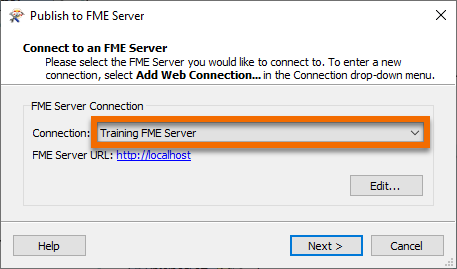 Publish to FME Server
Connect to an FME Server
Please select the FME Server you would like to connect to. To enter a new
connection, select Add Web Connection... in the Connection drop-down menu.
FME Server Connection
Connection: Training FME Server
FME Server URL: http://localhost
Edit...
Help Next > Cancel